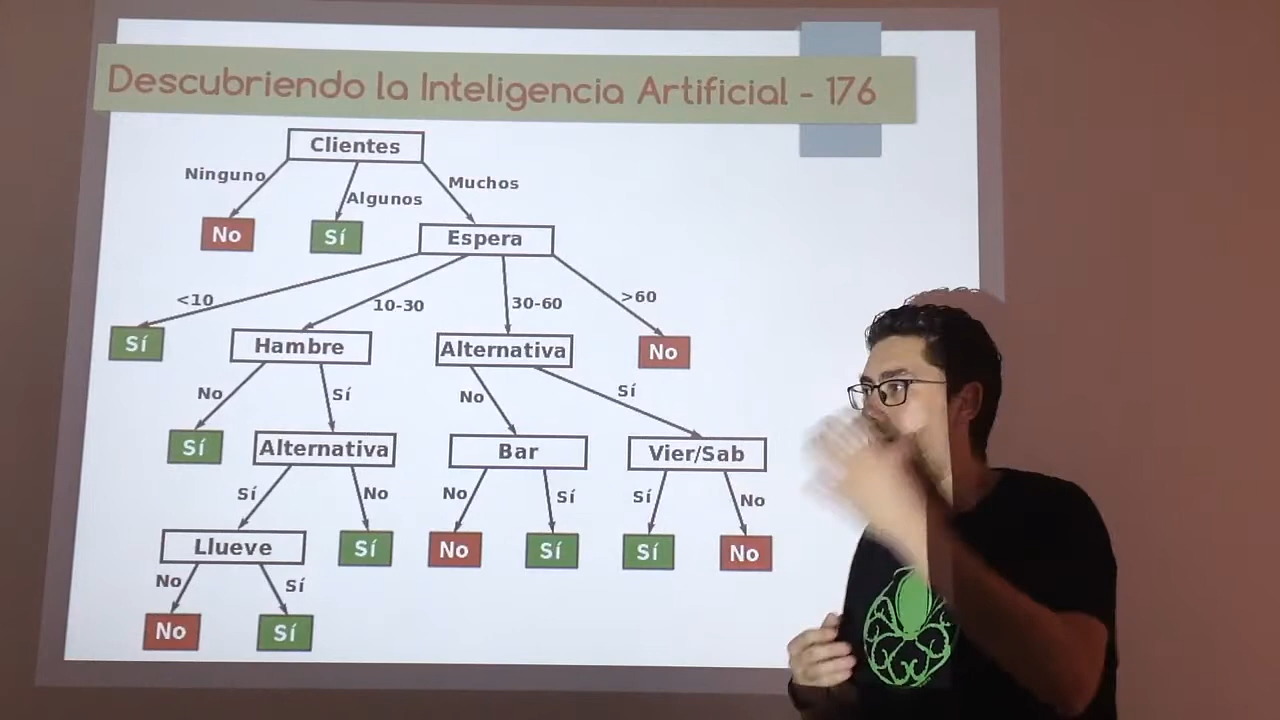 Descubriendo la Inteligencia Artificial - 176
Clientes
Ninguno
Algunos
Muchos
No
Sí
Espera
<10
10-30
30-60
>60
Sí
Hambre
Alternativa
No
No
Sí
No
Sí
Sí
Alternativa
Bar
Vier/Sab
Sí
No
No
Sí
Sí
No
Llueve
Sí
No
Sí
Sí
No
No
Sí
No
Sí